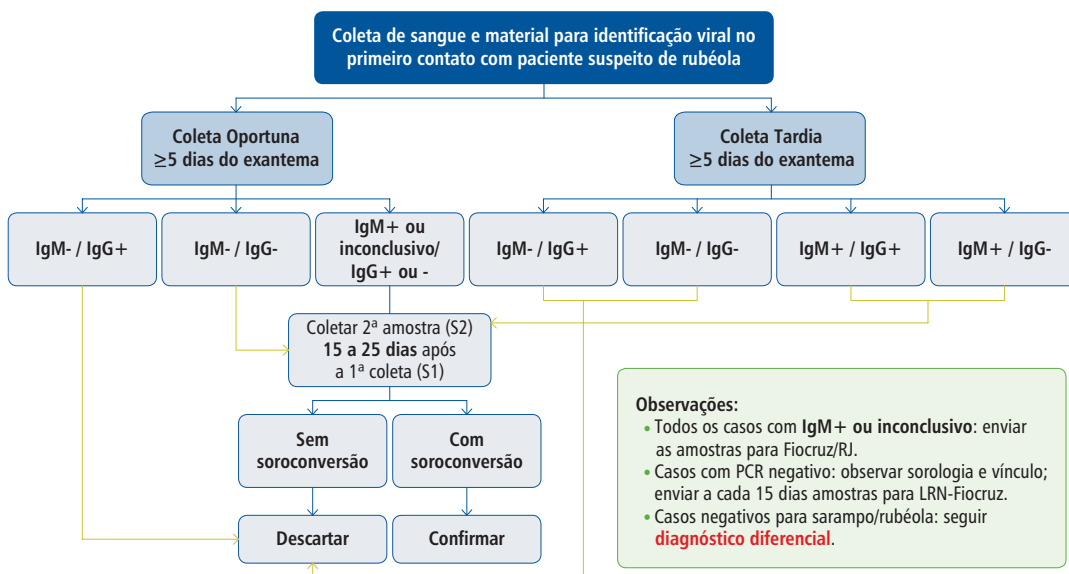 Coleta de sangue e material para identificação viral no
primeiro contato com paciente suspeito de rubéola
Coleta Oportuna
≥5 dias do exantema
Coleta Tardia
≥5 dias do exantema
IgM- / IgG+
IgM- / IgG-
IgM+ ou
inconclusivo/
IgG+ ou -
IgM- / IgG+
IgM- / IgG-
IgM+ / IgG+
IgM+ / IgG-
Coletar 2ª amostra (S2)
15 a 25 dias após
a 1ª coleta (S1)
Sem
soroconversão
Com
soroconversão
Descartar
Confirmar
Observações:
• Todos os casos com IgM+ ou inconclusivo: enviar
as amostras para Fiocruz/RJ.
• Casos com PCR negativo: observar sorologia e vínculo;
enviar a cada 15 dias amostras para LRN-Fiocruz.
• Casos negativos para sarampo/rubéola: seguir
diagnóstico diferencial.